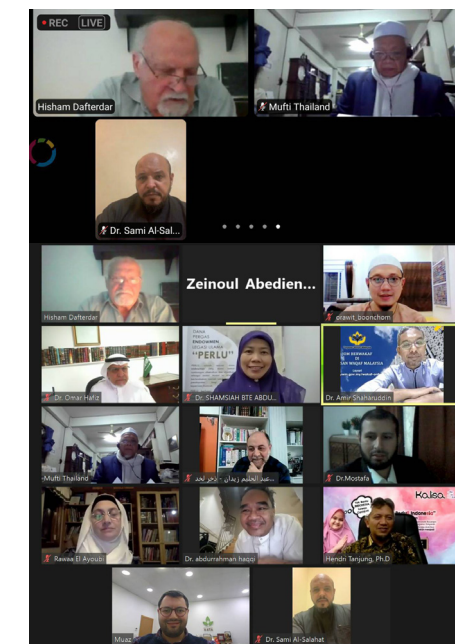 REC LIVE
Hisham Dafterdar
Mufti Thailand
Dr. Sami Al-Sal...
Hisham Dafterdar
Zeinoul Abedien...
orawit_boonchom
Dr. Omar Hafiz
"PERLU"
Dr. SHAMSIAH BTE ABDU...
Dr. Amir Shaharuddin
Mufti Thailand
Dr.Mostafa
Rawaa El Ayoubi
Dr. abdurrahman haqqi
Hendri Tanjung, Ph.D
Muaz
Dr. Sami Al-Salahat